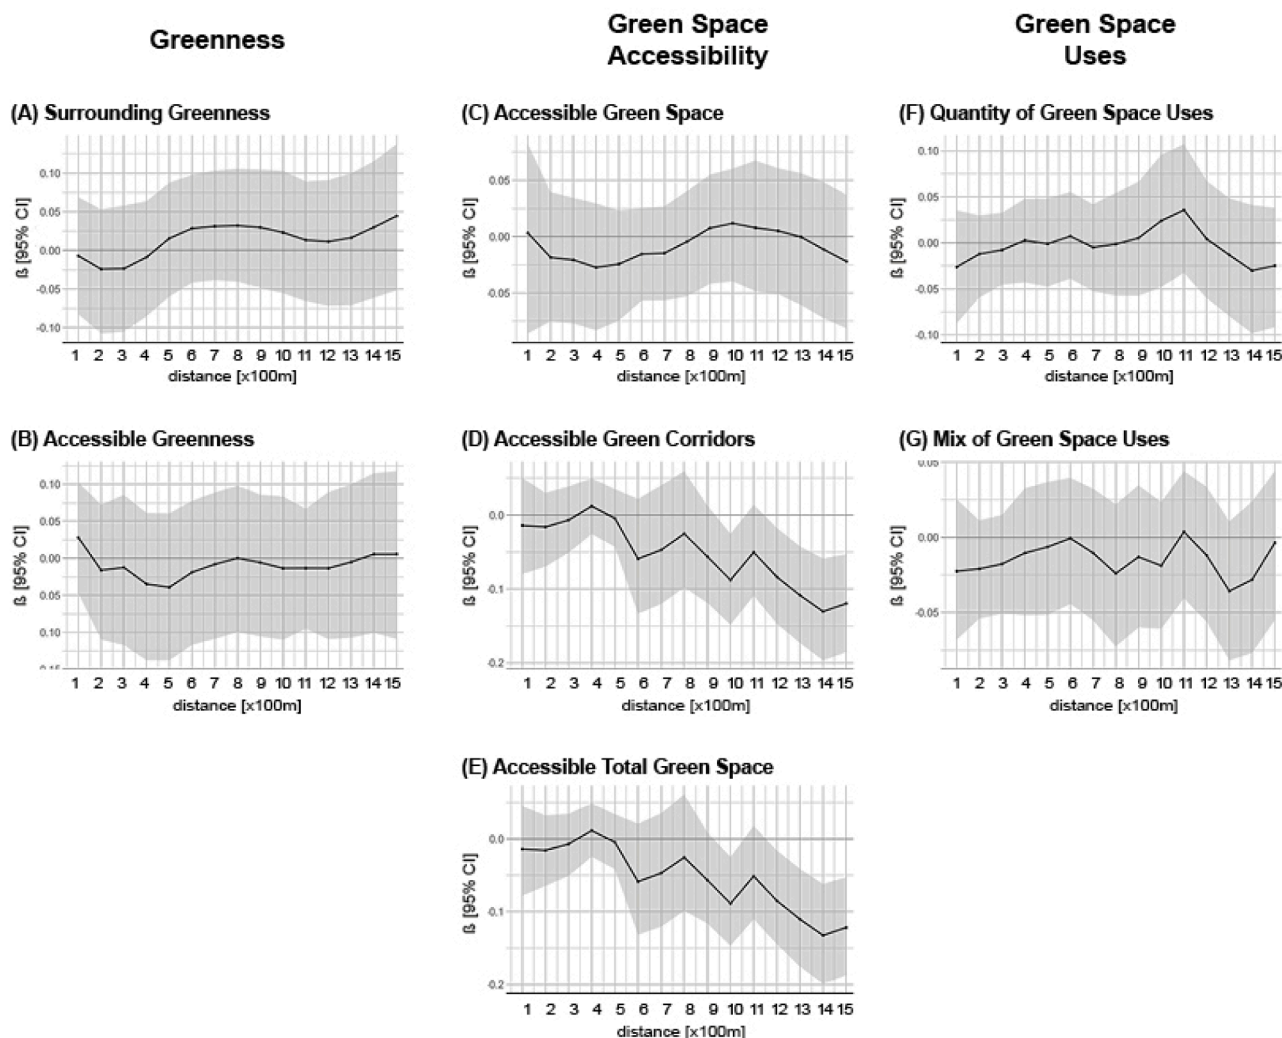 Greenness
Green Space
Accessibility
Green Space
Uses
(A) Surrounding Greenness
0.10
0.05
0.00
-0.05
-0.10
ß [95% CI]
1 2 3 4 5 6 7 8 9 10 11 12 13 14 15
distance [x100m]
(C) Accessible Green Space
0.05
0.00
-0.05
ß [95% CI]
1 2 3 4 5 6 7 8 9 10 11 12 13 14 15
distance [x100m]
(F) Quantity of Green Space Uses
0.10
0.05
0.00
-0.05
-0.10
ß [95% CI]
1 2 3 4 5 6 7 8 9 10 11 12 13 14 15
distance [x100m]
(B) Accessible Greenness
0.10
0.05
0.00
0.05
0.10
ß [95% CI]
1 2 3 4 5 6 7 8 9 10 11 12 13 14 15
distance [x100m]
(D) Accessible Green Corridors
0.0
-0.1
-0.2
ß [95% CI]
1 2 3 4 5 6 7 8 9 10 11 12 13 14 15
distance [x100m]
(G) Mix of Green Space Uses
0.05
0.00
-0.05
ß [95% CI]
1 2 3 4 5 6 7 8 9 10 11 12 13 14 15
distance [x100m]
(E) Accessible Total Green Space
0.0
-0.1
-0.2
ß [95% CI]
1 2 3 4 5 6 7 8 9 10 11 12 13 14 15
distance [x100m]